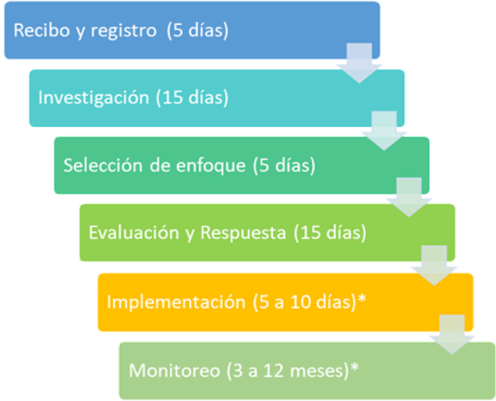 Recibo y registro (5 días)
Investigación (15 días)
Selección de enfoque (5 días)
Evaluación y Respuesta (15 días)
Implementación (5 a 10 días)*
Monitoreo (3 a 12 meses)*